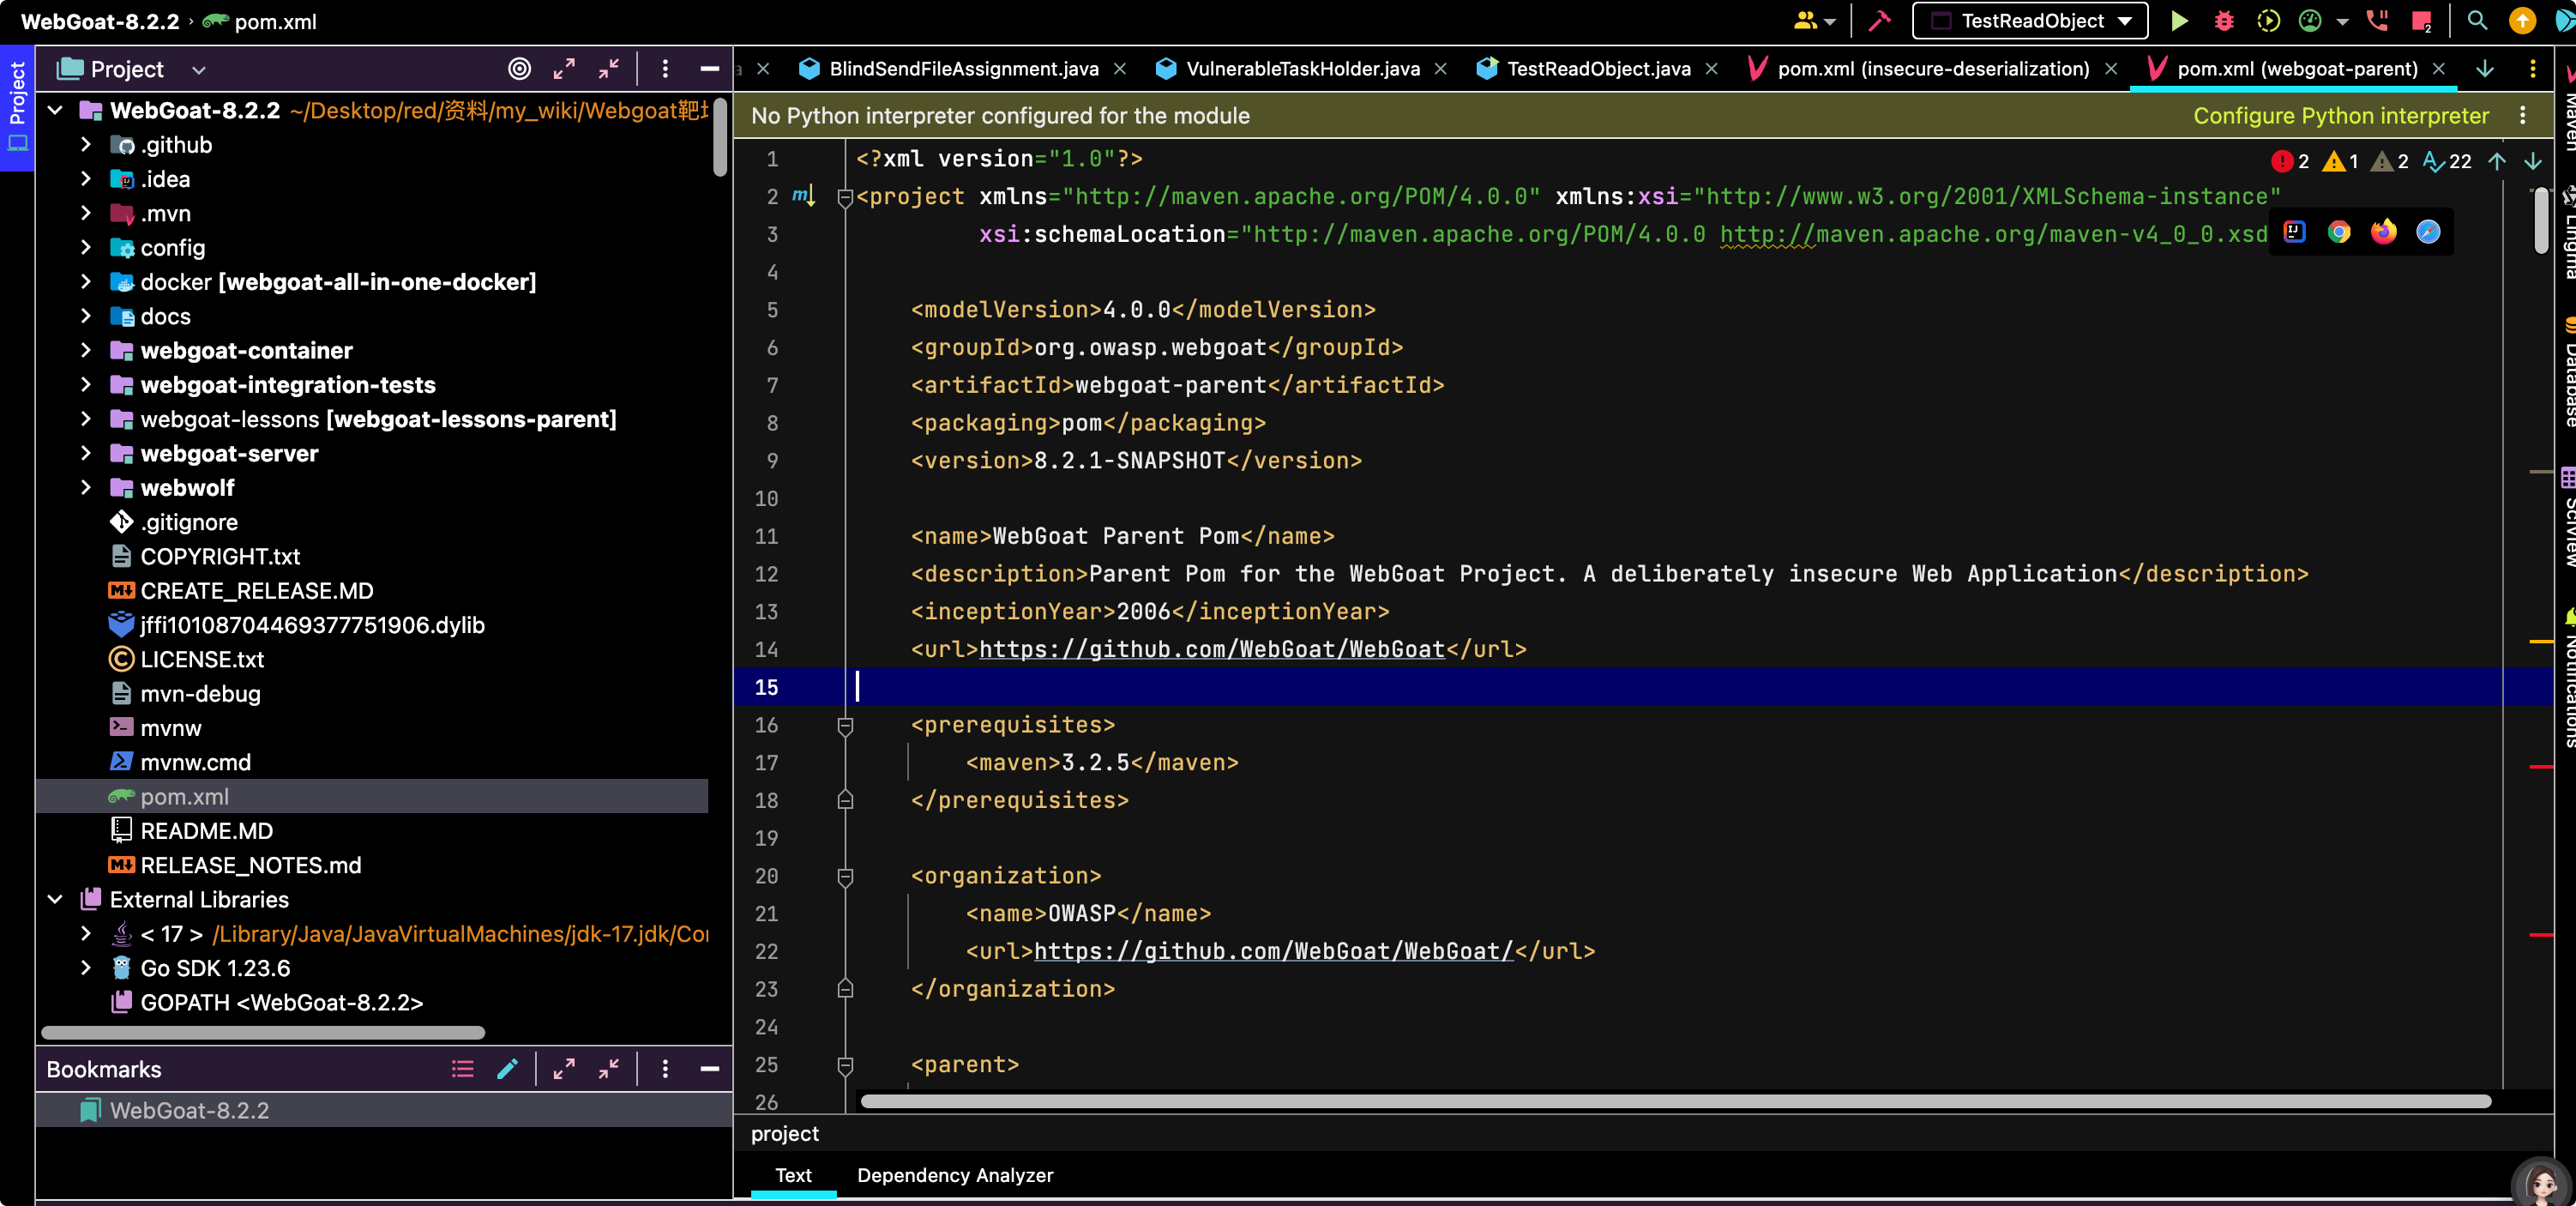 WebGoat-8.2.2 › pom.xml
TestReadObject
2
Project
Project
BlindSendFileAssignment.java
VulnerableTaskHolder.java
TestReadObject.java
pom.xml (insecure-deserialization)
pom.xml (webgoat-parent)
WebGoat-8.2.2 ~/Desktop/red/资料/my_wiki/Webgoat靶
.github
.idea
.mvn
config
docker [webgoat-all-in-one-docker]
docs
webgoat-container
webgoat-integration-tests
webgoat-lessons [webgoat-lessons-parent]
webgoat-server
webwolf
.gitignore
COPYRIGHT.txt
CREATE_RELEASE.MD
jffi10108704469377751906.dylib
LICENSE.txt
mvn-debug
mvnw
mvnw.cmd
pom.xml
README.MD
RELEASE_NOTES.md
External Libraries
< 17 > /Library/Java/JavaVirtualMachines/jdk-17.jdk/Cor
Go SDK 1.23.6
GOPATH <WebGoat-8.2.2>
Bookmarks
WebGoat-8.2.2
No Python interpreter configured for the module
Configure Python interpreter
2 1 2 22
1 <?xml version="1.0"?>
2 <project xmlns="http://maven.apache.org/POM/4.0.0" xmlns:xsi="http://www.w3.org/2001/XMLSchema-instance"
3 xsi:schemaLocation="http://maven.apache.org/POM/4.0.0 http://maven.apache.org/maven-v4_0_0.xsd
4
5 <modelVersion>4.0.0</modelVersion>
6 <groupId>org.owasp.webgoat</groupId>
7 <artifactId>webgoat-parent</artifactId>
8 <packaging>pom</packaging>
9 <version>8.2.1-SNAPSHOT</version>
10
11 <name>WebGoat Parent Pom</name>
12 <description>Parent Pom for the WebGoat Project. A deliberately insecure Web Application</description>
13 <inceptionYear>2006</inceptionYear>
14 <url>https://github.com/WebGoat/WebGoat</url>
15
16 <prerequisites>
17 <maven>3.2.5</maven>
18 </prerequisites>
19
20 <organization>
21 <name>OWASP</name>
22 <url>https://github.com/WebGoat/WebGoat/</url>
23 </organization>
24
25 <parent>
26
project
Text
Dependency Analyzer
Maven
Lingma
Database
SciView
Notifications